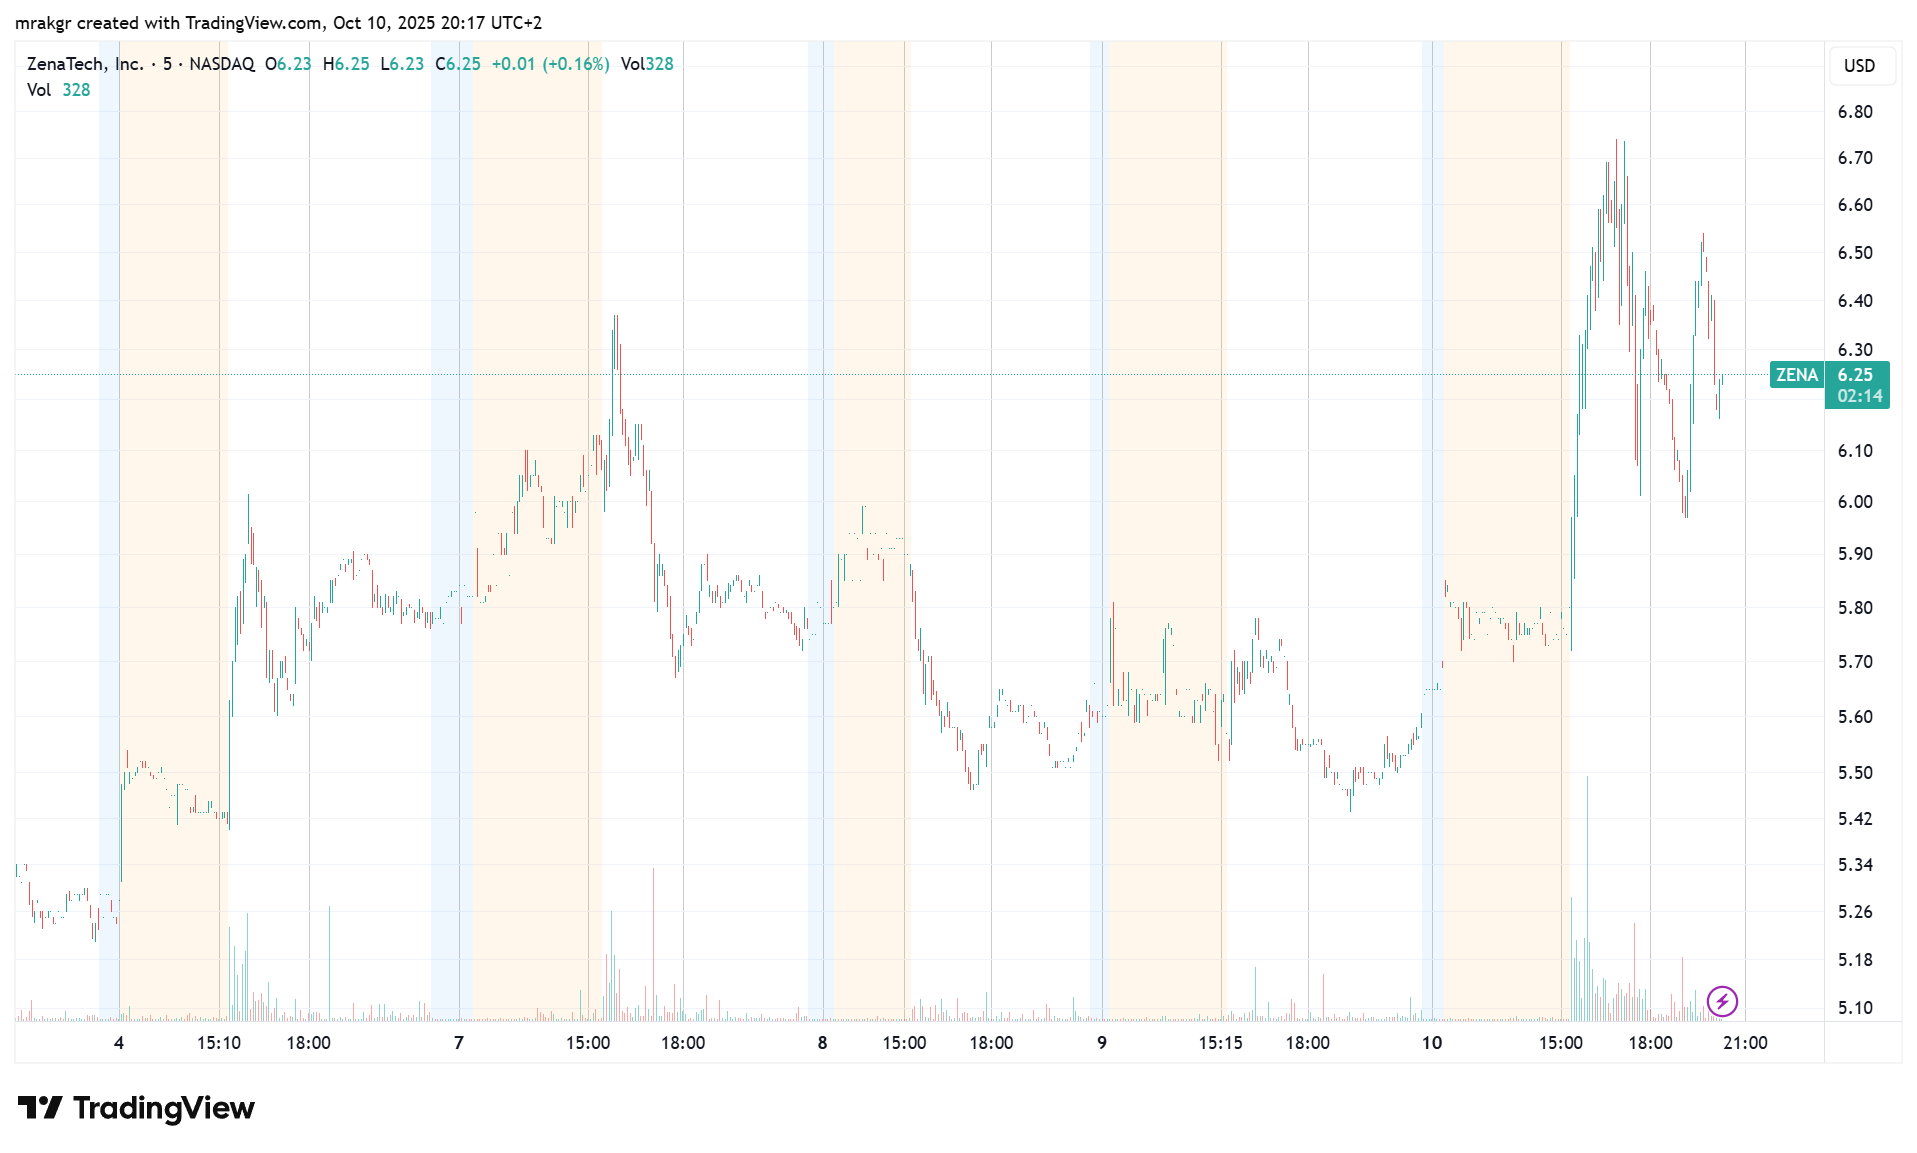 mrakgr created with TradingView.com, Oct 10, 2025 20:17 UTC+2
ZenaTech, Inc. · 5 · NASDAQ O6.23 H6.25 L6.23 C6.25 +0.01 (+0.16%) Vol328
Vol 328
USD
6.80
6.70
6.60
6.50
6.40
6.30
ZENA 6.25
02:14
6.10
6.00
5.90
5.80
5.70
5.60
5.50
5.42
5.34
5.26
5.18
5.10
4 15:10 18:00 7 15:00 18:00 8 15:00 18:00 9 15:15 18:00 10 15:00 18:00 21:00
TradingView